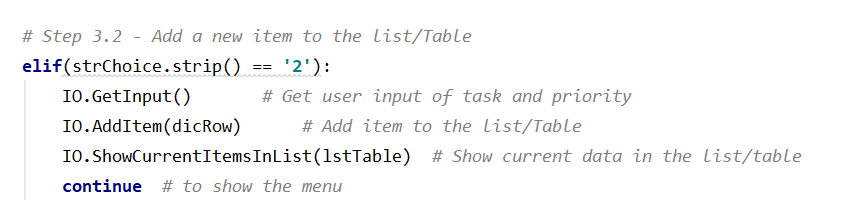 # Step 3.2 - Add a new item to the list/Table
elif(strChoice.strip() == '2'):
    IO.GetInput()       # Get user input of task and priority
    IO.AddItem(dicRow)      # Add item to the list/Table
    IO.ShowCurrentItemsInList(lstTable)  # Show current data in the list/table
    continue  # to show the menu